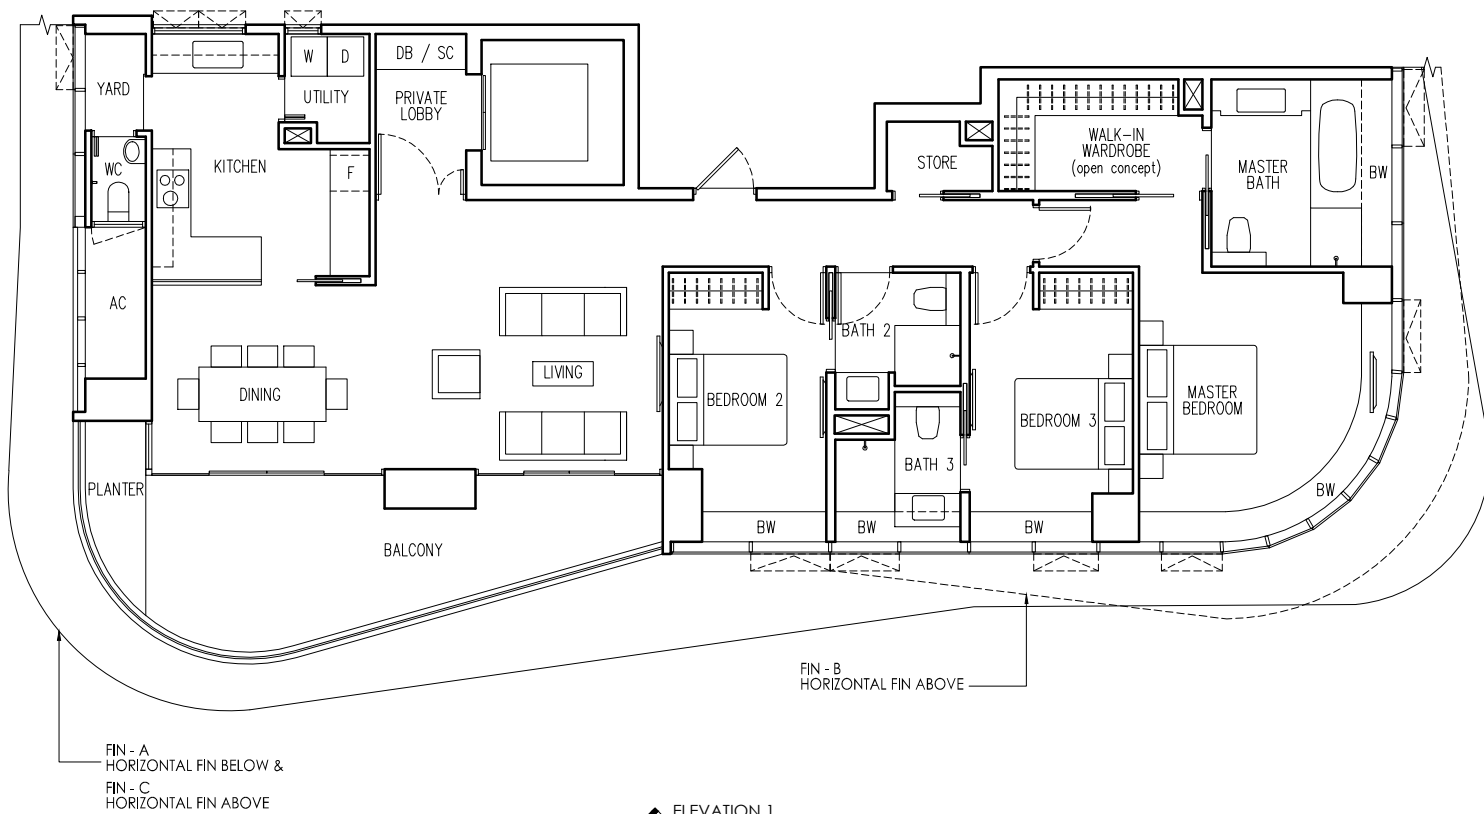 DB / SC
W
D
YARD
UTILITY
PRIVATE
LOBBY
WALK-IN
WARDROBE
(open concept)
STORE
MASTER
BATH
BW
WC
KITCHEN
F
AC
BATH 2
LIVING
DINING
BEDROOM 2
BEDROOM 3
MASTER
BEDROOM
BATH 3
PLANTER
BW
BW
BW
BW
BALCONY
FIN - B
HORIZONTAL FIN ABOVE
FIN - A
HORIZONTAL FIN BELOW &
FIN - C
HORIZONTAL FIN ABOVE
ELEVATION 1